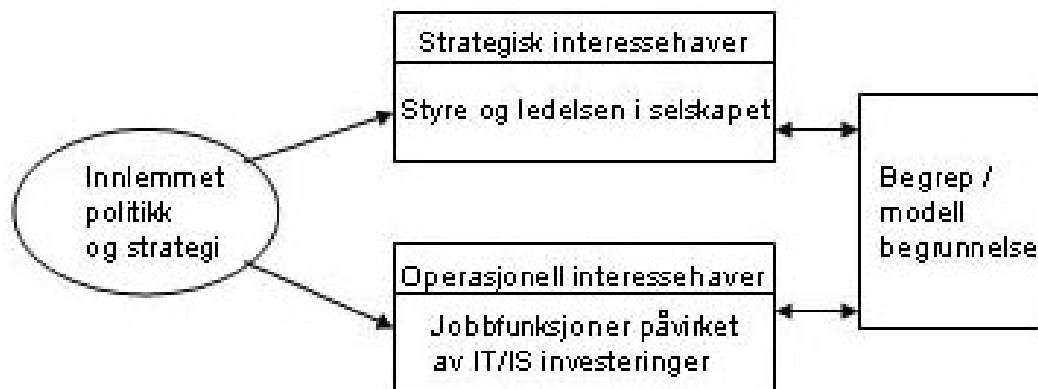 Strategisk interessehaver
Styre og ledelsen i selskapet
Innlemmet
politikk
og strategi
Begrep /
modell
begrunnelse
Operasjonell interessehaver
Jobbfunksjoner påvirket
av IT/IS investeringer